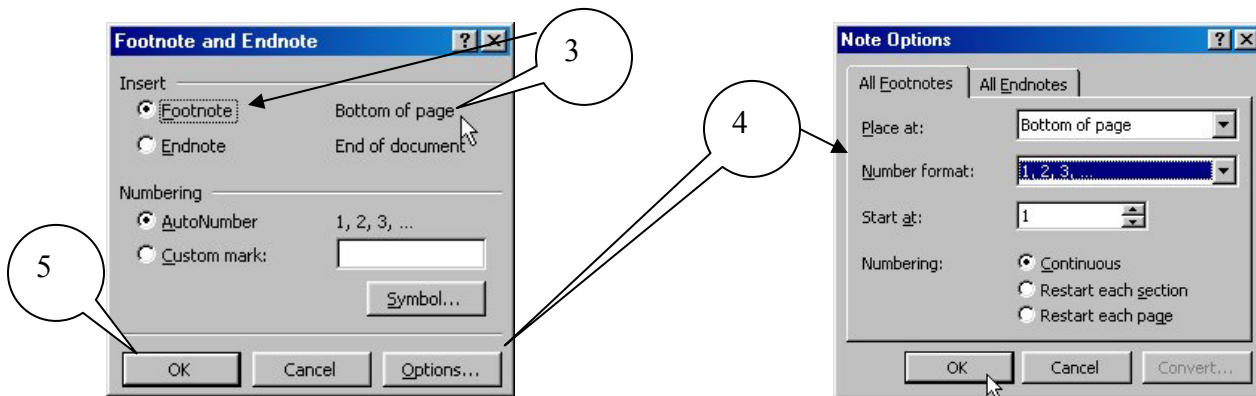 Footnote and Endnote
3
Insert
Footnote Bottom of page
Endnote End of document
Numbering
AutoNumber 1, 2, 3, ...
Custom mark:
Symbol...
5
OK Cancel Options...
4
Note Options
All Footnotes All Endnotes
Place at: Bottom of page
Number format: 1, 2, 3, ...
Start at: 1
Numbering: Continuous
Restart each section
Restart each page
OK Cancel Convert...